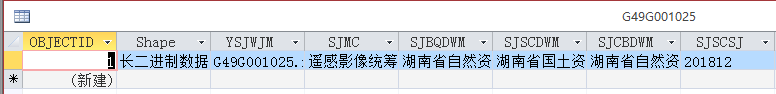 G49G001025
OBJECTID Shape YSJWJM SJMC SJBQDWM SJSCDWM SJCBDWM SJSCSJ
1 长二进制数据 G49G001025. 遥感影像统筹 湖南省自然资 湖南省国土资 湖南省自然资 201812
* (新建)